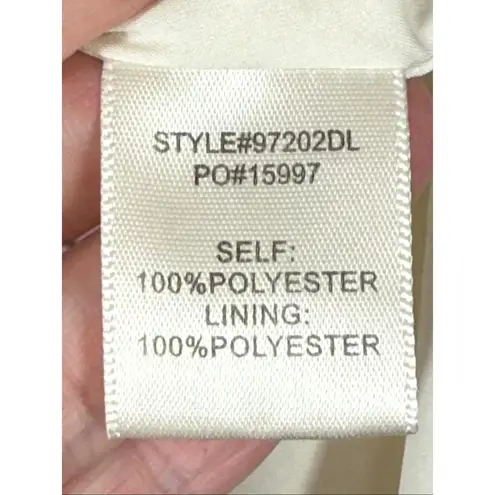 STYLE#97202DL
PO#15997
SELF:
100%POLYESTER
LINING:
100%POLYESTER